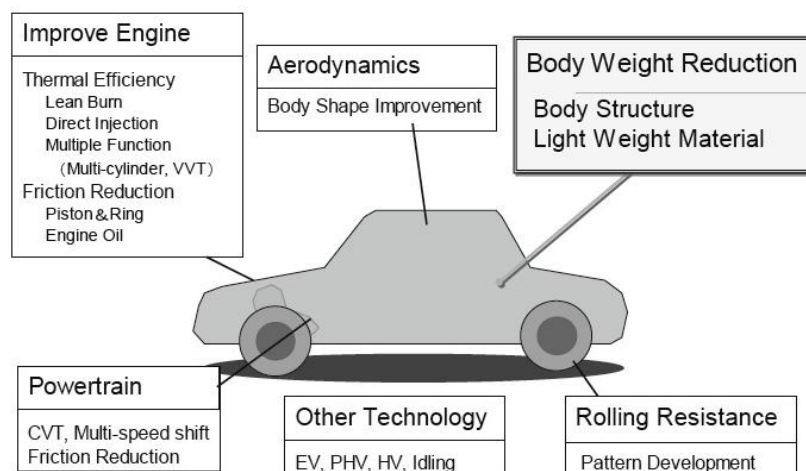 Improve Engine
Thermal Efficiency
Lean Burn
Direct Injection
Multiple Function
(Multi-cylinder, VVT)
Friction Reduction
Piston&Ring
Engine Oil
Aerodynamics
Body Shape Improvement
Body Weight Reduction
Body Structure
Light Weight Material
Powertrain
CVT, Multi-speed shift
Friction Reduction
Other Technology
EV, PHV, HV, Idling
Rolling Resistance
Pattern Development